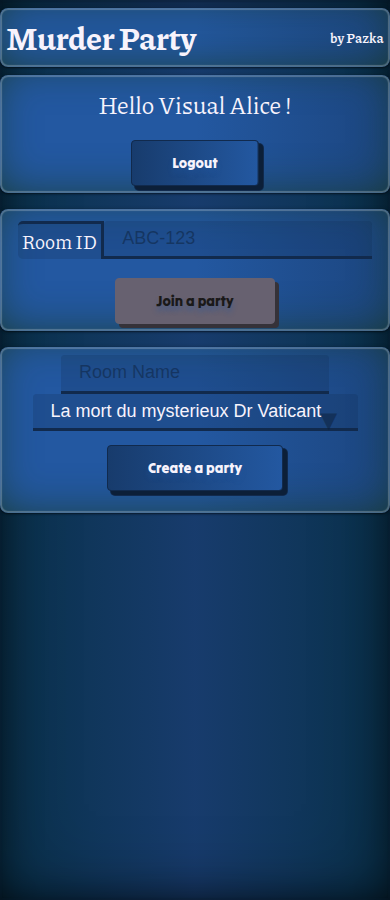 Murder Party
by Pazka
Hello Visual Alice !
Logout
Room ID
ABC-123
Join a party
Room Name
La mort du mysterieux Dr Vaticant
Create a party